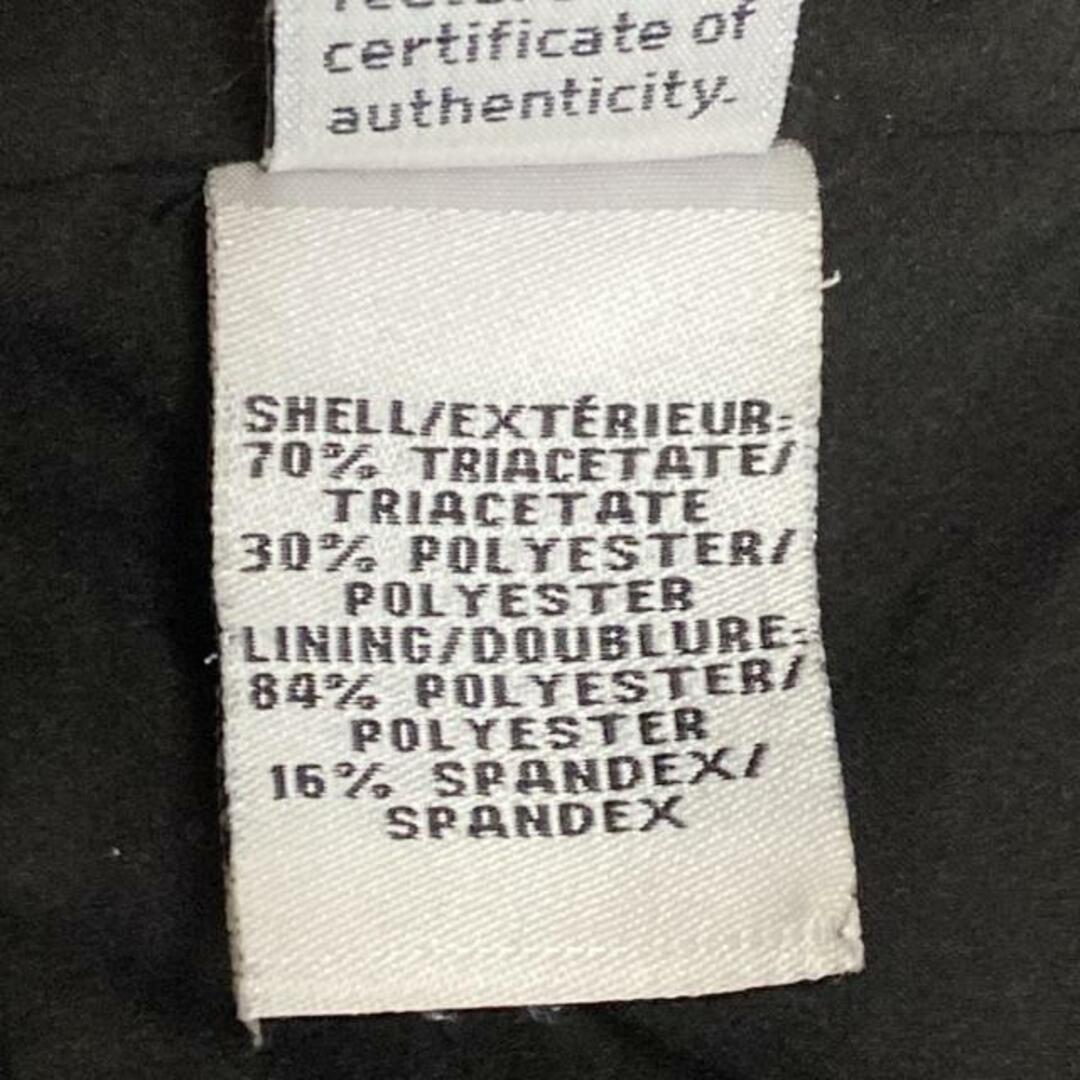 certificate of
authenticity.
SHELL/EXTÉRIEUR:
70% TRIACETATE/
TRIACETATE
30% POLYESTER/
POLYESTER
LINING/DOUBLURE:
84% POLYESTER/
POLYESTER
16% SPANDEX/
SPANDEX